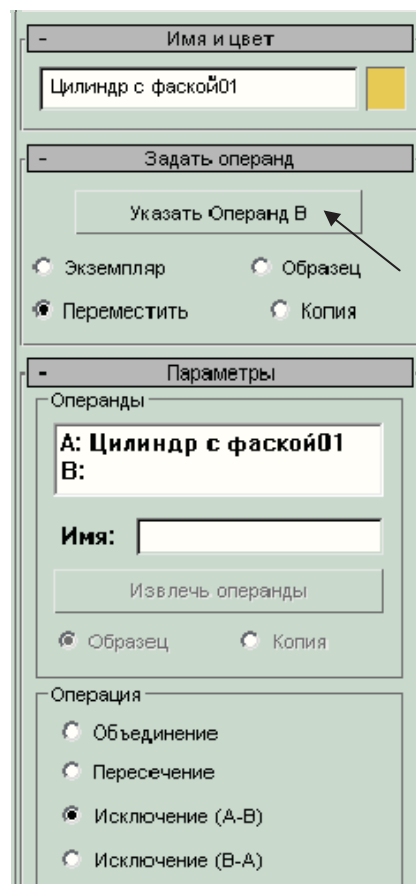 - Имя и цвет
Цилиндр с фаской01
- Задать операнд
Указать Операнд В
Экземпляр Образец
Переместить Копия
- Параметры
Операнды
А: Цилиндр с фаской01
В:
Имя:
Извлечь операнды
Образец Копия
Операция
Объединение
Пересечение
Исключение (А-В)
Исключение (В-А)